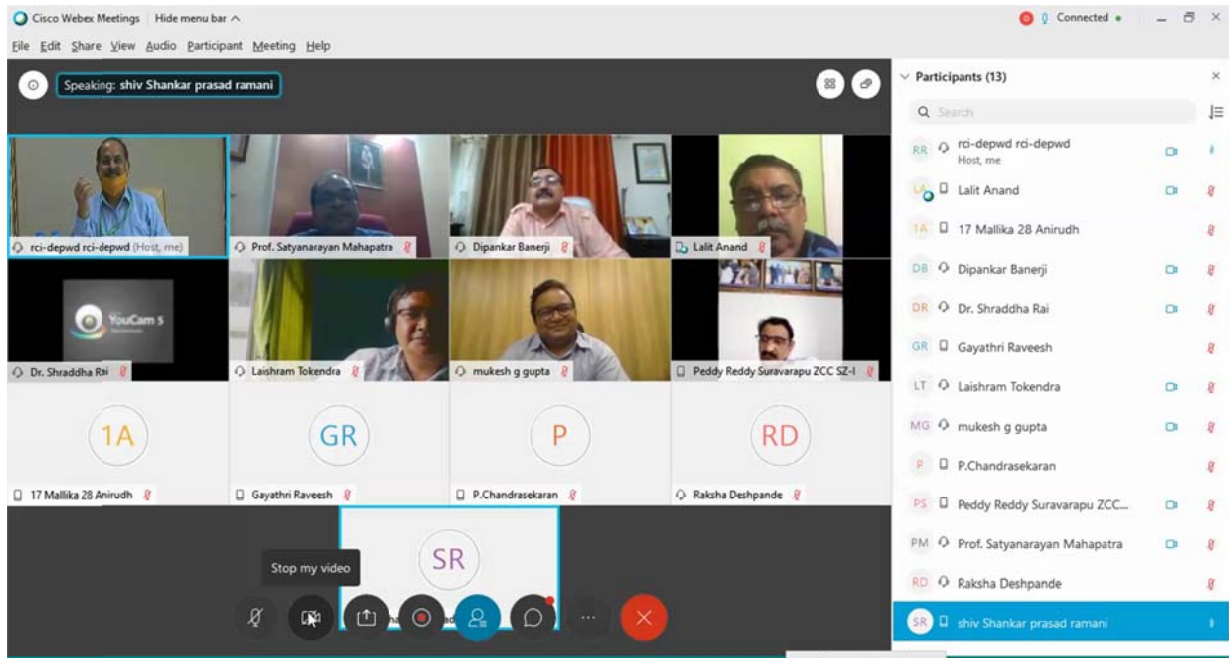 Cisco Webex Meetings Hide menu bar
Connected
File Edit Share View Audio Participant Meeting Help
Speaking: shiv Shankar prasad ramani
rci-depwd rci-depwd (Host, me)
Prof. Satyanarayan Mahapatra
Dipankar Banerji
Lalit Anand
YouCam 5
Dr. Shraddha Rai
Laishram Tokendra
mukesh g gupta
Peddy Reddy Suravarapu ZCC SZ-I
1A
GR
P
RD
17 Mallika 28 Anirudh
Gayathri Raveesh
P.Chandrasekaran
Raksha Deshpande
SR
Stop my video
Participants (13)
Search
RR rci-depwd rci-depwd
Host, me
LA Lalit Anand
1A 17 Mallika 28 Anirudh
DB Dipankar Banerji
DR Dr. Shraddha Rai
GR Gayathri Raveesh
LT Laishram Tokendra
MG mukesh g gupta
P P.Chandrasekaran
PS Peddy Reddy Suravarapu ZCC...
PM Prof. Satyanarayan Mahapatra
RD Raksha Deshpande
SR shiv Shankar prasad ramani